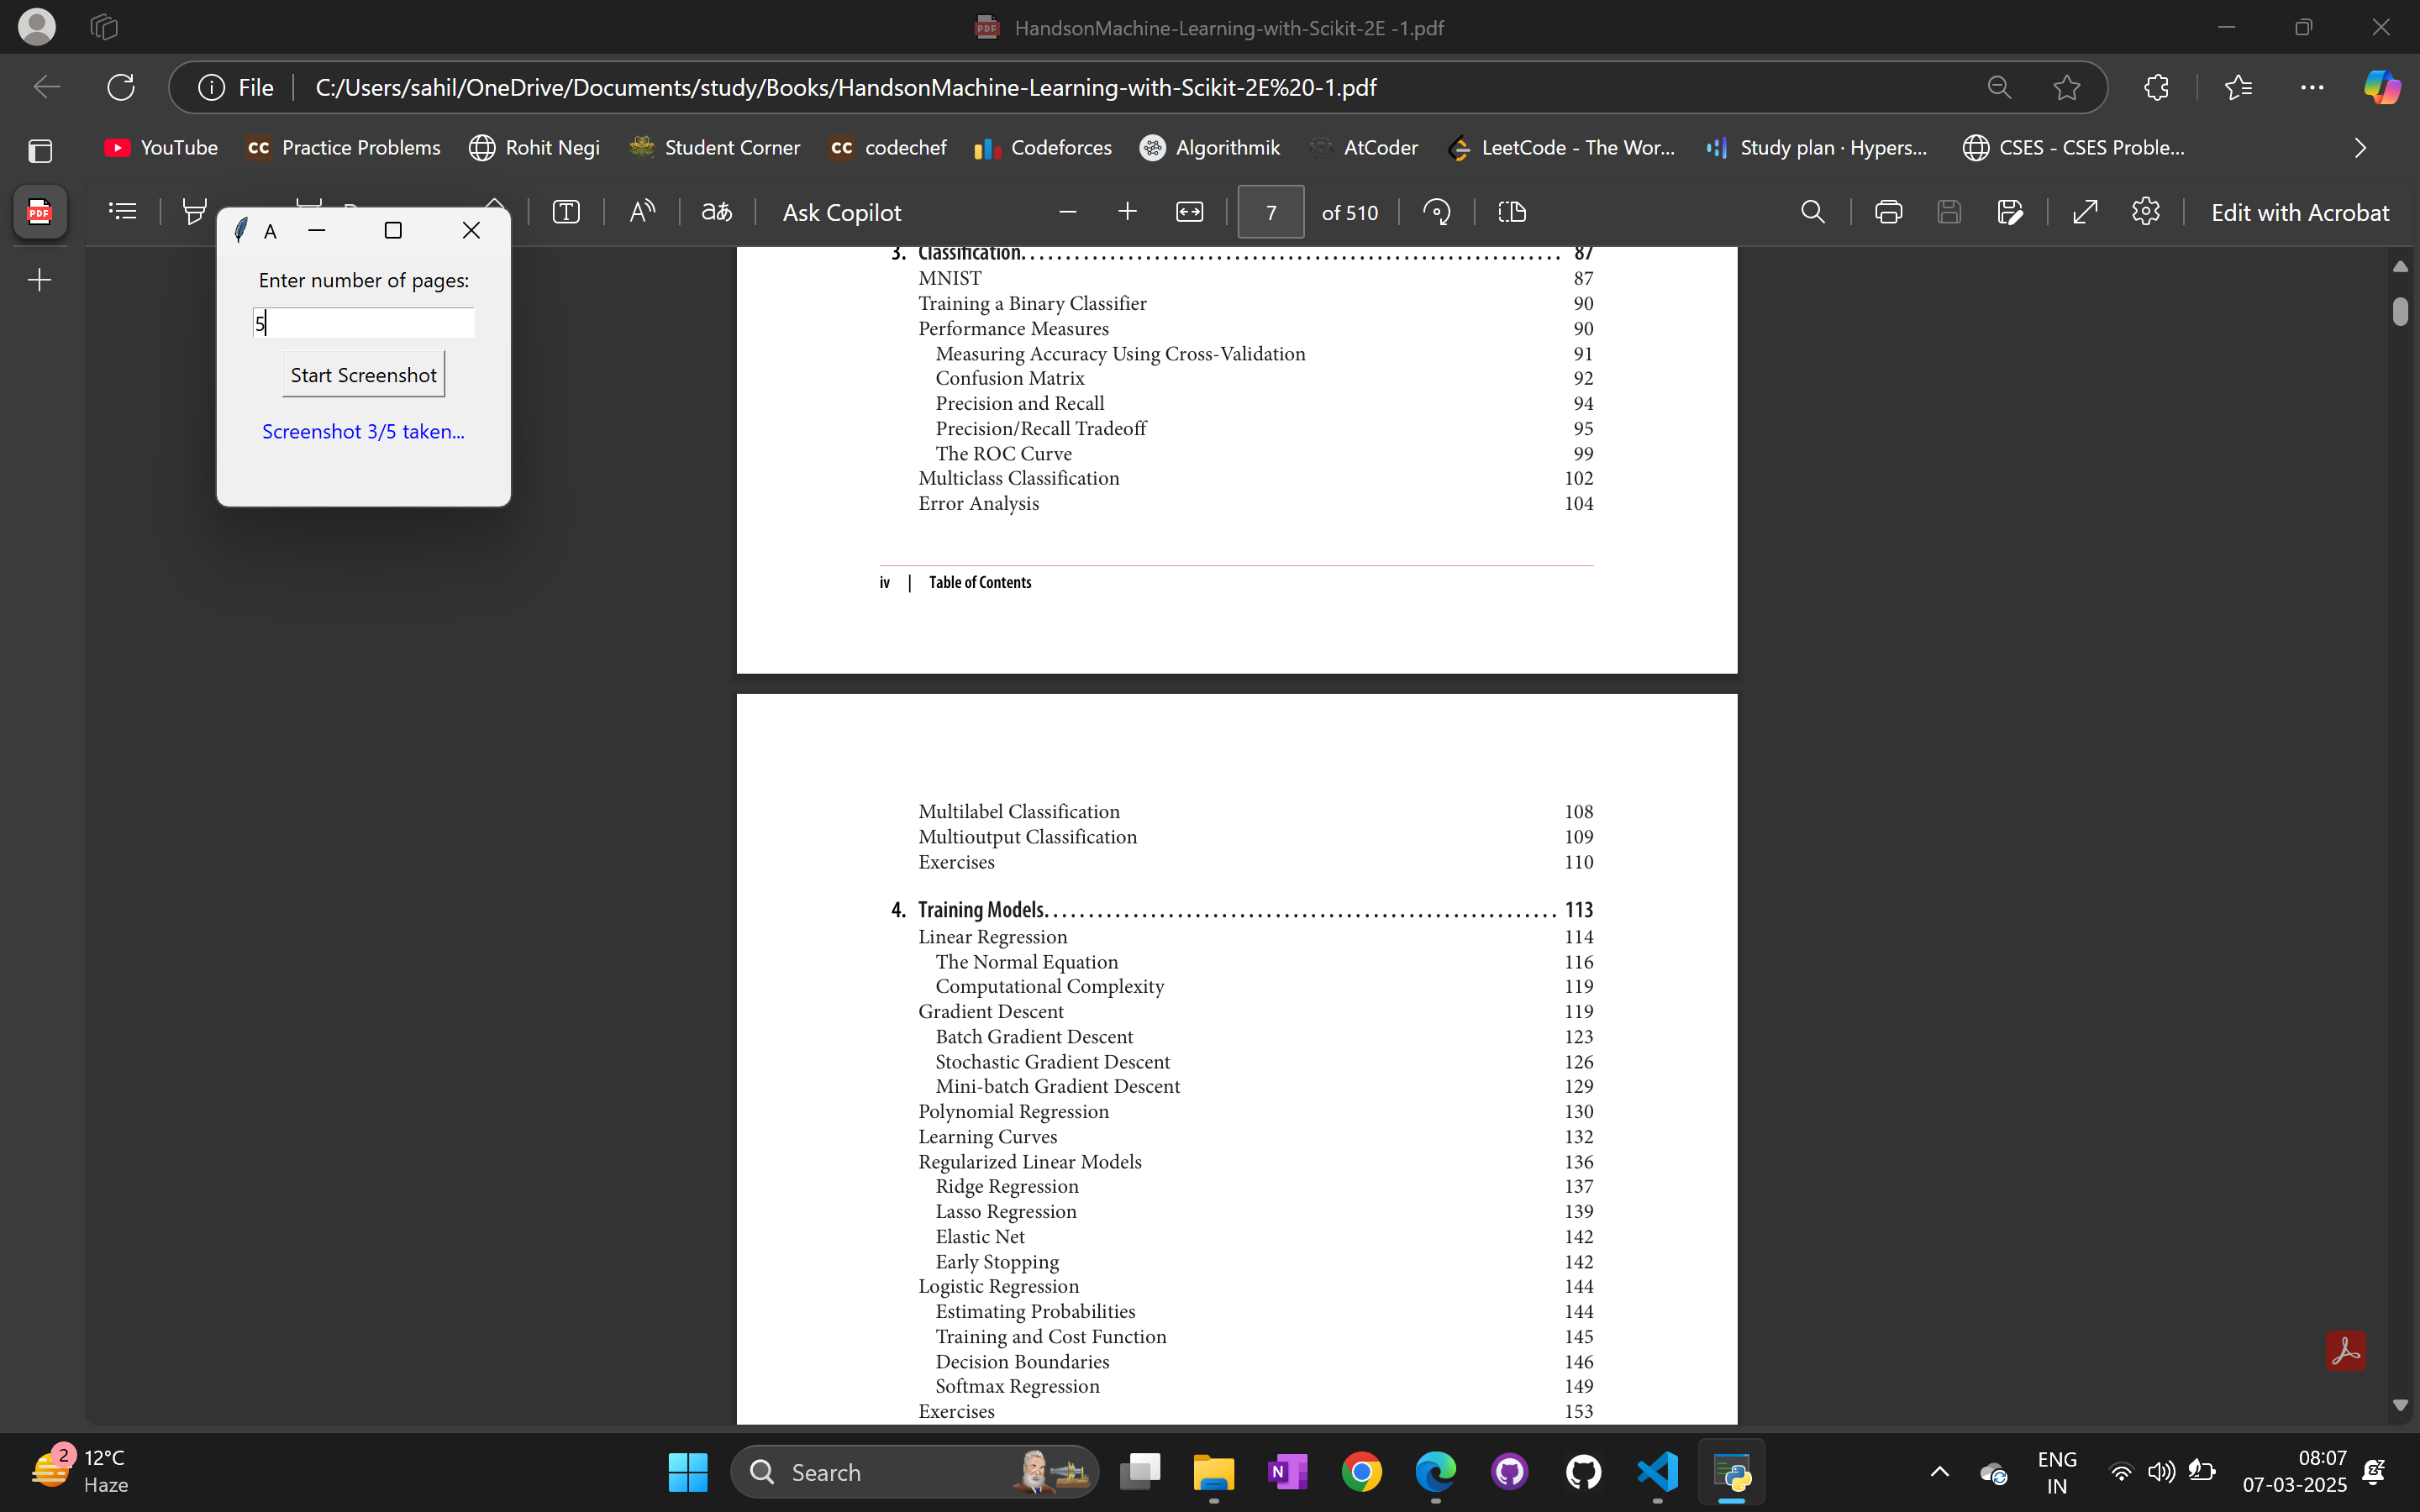 HandsonMachine-Learning-with-Scikit-2E -1.pdf
File C:/Users/sahil/OneDrive/Documents/study/Books/HandsonMachine-Learning-with-Scikit-2E%20-1.pdf
YouTube CC Practice Problems Rohit Negi Student Corner CC codechef Codeforces Algorithmik AtCoder LeetCode - The Wor... Study plan · Hypers... CSES - CSES Proble...
PDF
Ask Copilot 7 of 510 Edit with Acrobat
A
Enter number of pages:
5
Start Screenshot
Screenshot 3/5 taken...
3. Classification. . . . . . . . . . . . . . . . . . . . . . . . . . . . . . . . . . . . . . . . . . . . . . . . . . . . . . . . . . . . . . 87
MNIST 87
Training a Binary Classifier 90
Performance Measures 90
Measuring Accuracy Using Cross-Validation 91
Confusion Matrix 92
Precision and Recall 94
Precision/Recall Tradeoff 95
The ROC Curve 99
Multiclass Classification 102
Error Analysis 104
iv | Table of Contents
Multilabel Classification 108
Multioutput Classification 109
Exercises 110
4. Training Models. . . . . . . . . . . . . . . . . . . . . . . . . . . . . . . . . . . . . . . . . . . . . . . . . . . . . . . . . . . 113
Linear Regression 114
The Normal Equation 116
Computational Complexity 119
Gradient Descent 119
Batch Gradient Descent 123
Stochastic Gradient Descent 126
Mini-batch Gradient Descent 129
Polynomial Regression 130
Learning Curves 132
Regularized Linear Models 136
Ridge Regression 137
Lasso Regression 139
Elastic Net 142
Early Stopping 142
Logistic Regression 144
Estimating Probabilities 144
Training and Cost Function 145
Decision Boundaries 146
Softmax Regression 149
Exercises 153
2 12°C
Haze
Search
ENG
IN
08:07
07-03-2025